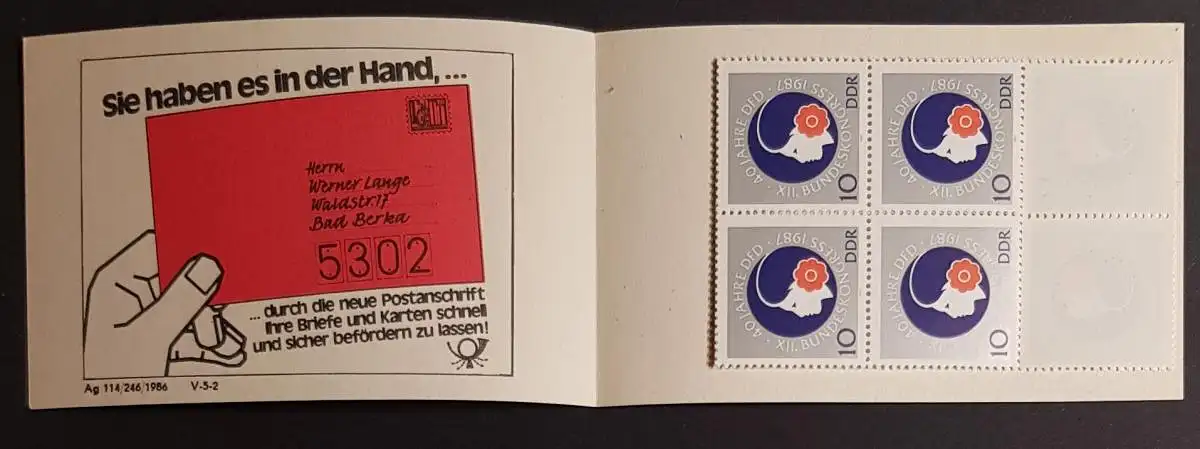 Sie haben es in der Hand,...
Herrn
Werner Lange
Waldstr. 17
Bad Berka
5302
... durch die neue Postanschrift
Ihre Briefe und Karten schnell
und sicher befördern zu lassen!
Ag 114/246/1986 V-5-2
40 JAHRE DFD · XII. BUNDESKONGRESS 1987 ·
10 DDR
40 JAHRE DFD · XII. BUNDESKONGRESS 1987 ·
10 DDR
40 JAHRE DFD · XII. BUNDESKONGRESS 1987 ·
10 DDR
40 JAHRE DFD · XII. BUNDESKONGRESS 1987 ·
10 DDR